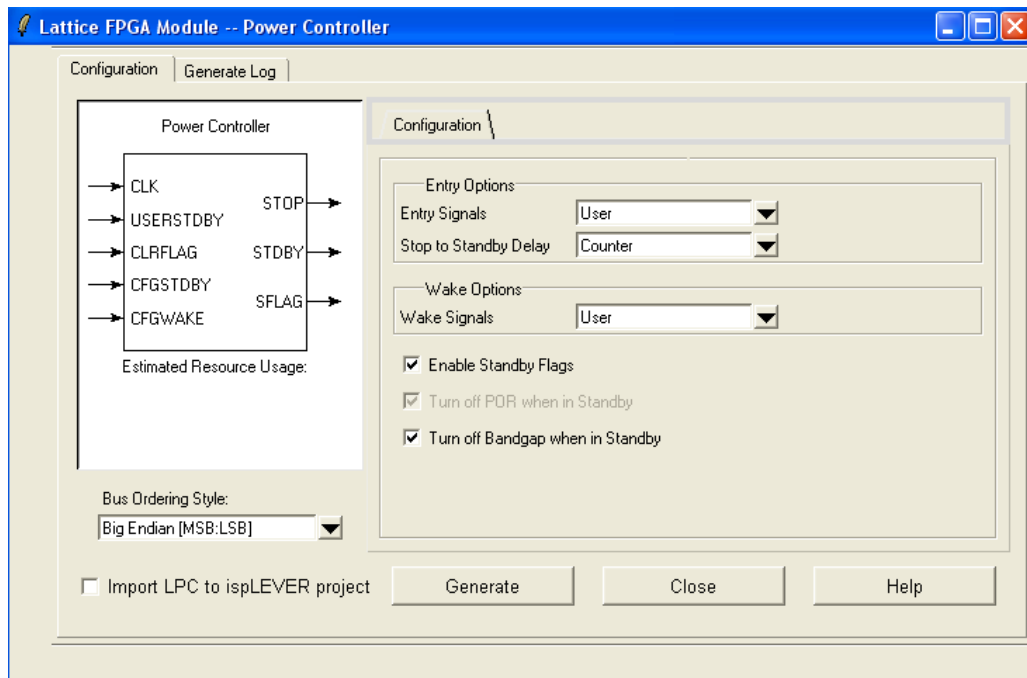 Lattice FPGA Module -- Power Controller
Configuration
Generate Log
Power Controller
CLK
USERSTDBY
CLRFLAG
CFGSTDBY
CFGWAKE
STOP
STDBY
SFLAG
Estimated Resource Usage:
Bus Ordering Style:
Big Endian [MSB:LSB]
Configuration
Entry Options
Entry Signals User
Stop to Standby Delay Counter
Wake Options
Wake Signals User
Enable Standby Flags
Turn off POR when in Standby
Turn off Bandgap when in Standby
Import LPC to ispLEVER project
Generate
Close
Help